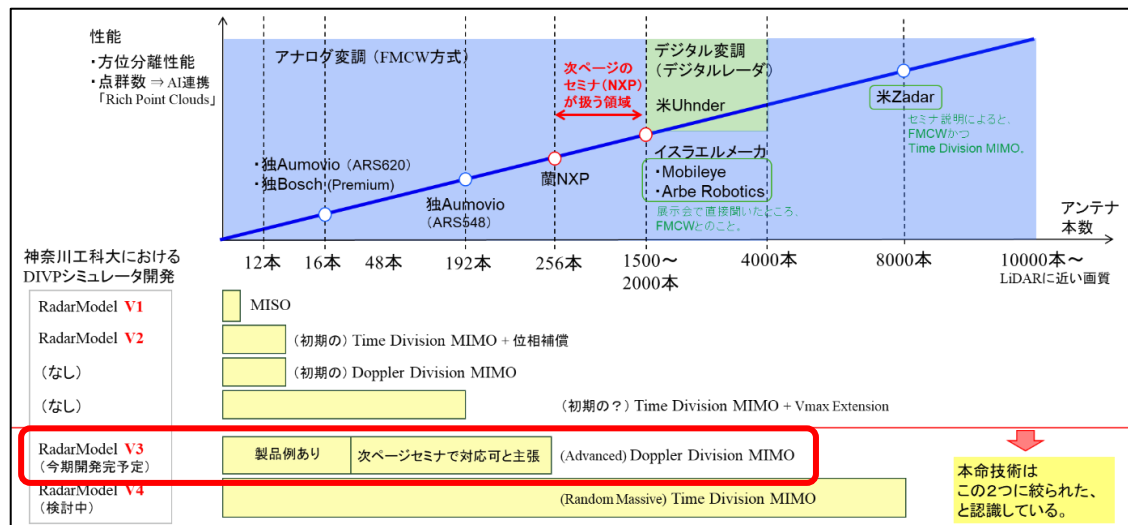 性能
・方位分離性能
・点群数 ⇒ AI連携
「Rich Point Clouds」
アナログ変調（FMCW方式）
次ページの
セミナ（NXP）
が扱う領域
デジタル変調
（デジタルレーダ）
米Uhnder
米Zadar
セミナ説明によると、
FMCWかつ
Time Division MIMO。
・独Aumovio（ARS620）
・独Bosch（Premium）
独Aumovio
（ARS548）
蘭NXP
イスラエルメーカ
・Mobileye
・Arbe Robotics
展示会で直接聞いたところ、
FMCWとのこと。
アンテナ
本数
12本 16本 48本 192本 256本 1500～
2000本 4000本 8000本 10000本～
LiDARに近い画質
神奈川工科大における
DIVPシミュレータ開発
RadarModel V1 MISO
RadarModel V2 （初期の）Time Division MIMO + 位相補償
（なし） （初期の）Doppler Division MIMO
（なし） （初期の？）Time Division MIMO + Vmax Extension
RadarModel V3
（今期開発完予定） 製品例あり 次ページセミナで対応可と主張 (Advanced) Doppler Division MIMO
RadarModel V4
（検討中） (Random Massive) Time Division MIMO
本命技術は
この２つに絞られた、
と認識している。